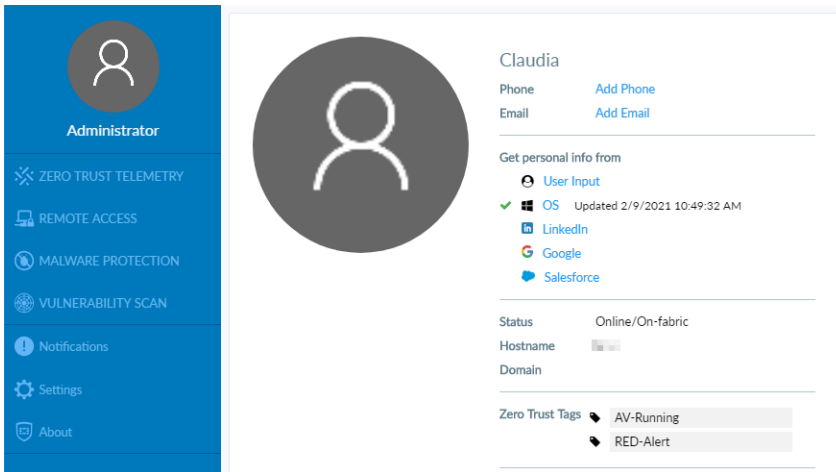 Administrator
ZERO TRUST TELEMETRY
REMOTE ACCESS
MALWARE PROTECTION
VULNERABILITY SCAN
Notifications
Settings
About
Claudia
Phone Add Phone
Email Add Email
Get personal info from
User Input
OS Updated 2/9/2021 10:49:32 AM
LinkedIn
Google
Salesforce
Status Online/On-fabric
Hostname
Domain
Zero Trust Tags AV-Running
RED-Alert